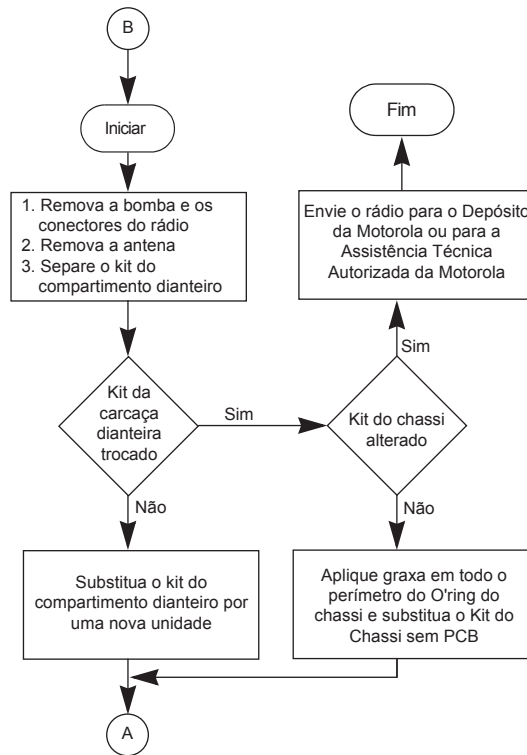 B
Iniciar
1. Remova a bomba e os
conectores do rádio
2. Remova a antena
3. Separe o kit do
compartimento dianteiro
Kit da
carcaça
dianteira
trocado
Sim
Não
Substitua o kit do
compartimento dianteiro por
uma nova unidade
A
Fim
Envie o rádio para o Depósito
da Motorola ou para a
Assistência Técnica
Autorizada da Motorola
Sim
Kit do chassi
alterado
Não
Aplique graxa em todo o
perímetro do O'ring do
chassi e substitua o Kit do
Chassi sem PCB